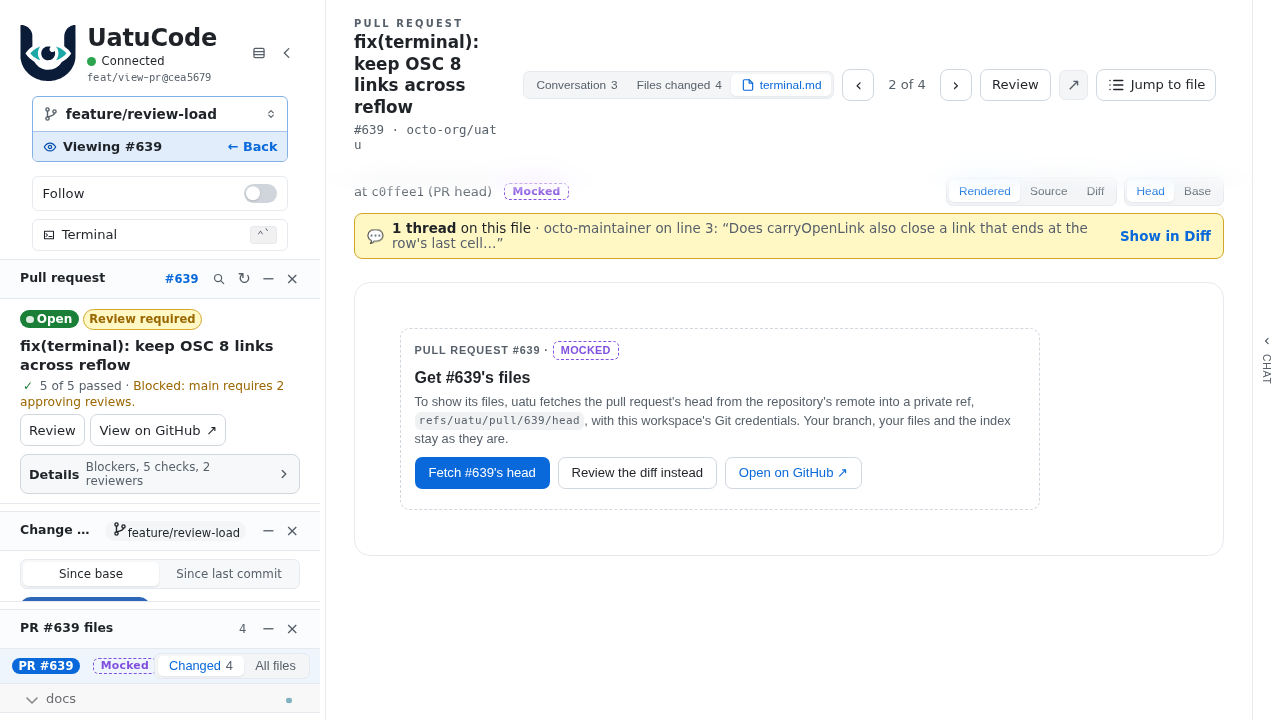 UatuCode
Connected
feat/view-pr@cea5679
feature/review-load
Viewing #639
← Back
Follow
Terminal
^`
Pull request
#639
↻
Open
Review required
fix(terminal): keep OSC 8 links
across reflow
✓ 5 of 5 passed · Blocked: main requires 2
approving reviews.
Review
View on GitHub ↗
Details
Blockers, 5 checks, 2
reviewers
Change …
feature/review-load
Since base
Since last commit
PR #639 files
4
PR #639
Mocked
Changed 4
All files
docs
PULL REQUEST
fix(terminal):
keep OSC 8
links across
reflow
#639 · octo-org/uat
u
Conversation 3
Files changed 4
terminal.md
2 of 4
Review
↗
Jump to file
at c0ffee1 (PR head)
Mocked
Rendered
Source
Diff
Head
Base
1 thread on this file · octo-maintainer on line 3: “Does carryOpenLink also close a link that ends at the
row's last cell…”
Show in Diff
PULL REQUEST #639 · MOCKED
Get #639's files
To show its files, uatu fetches the pull request's head from the repository's remote into a private ref,
refs/uatu/pull/639/head, with this workspace's Git credentials. Your branch, your files and the index
stay as they are.
Fetch #639's head
Review the diff instead
Open on GitHub ↗
CHAT